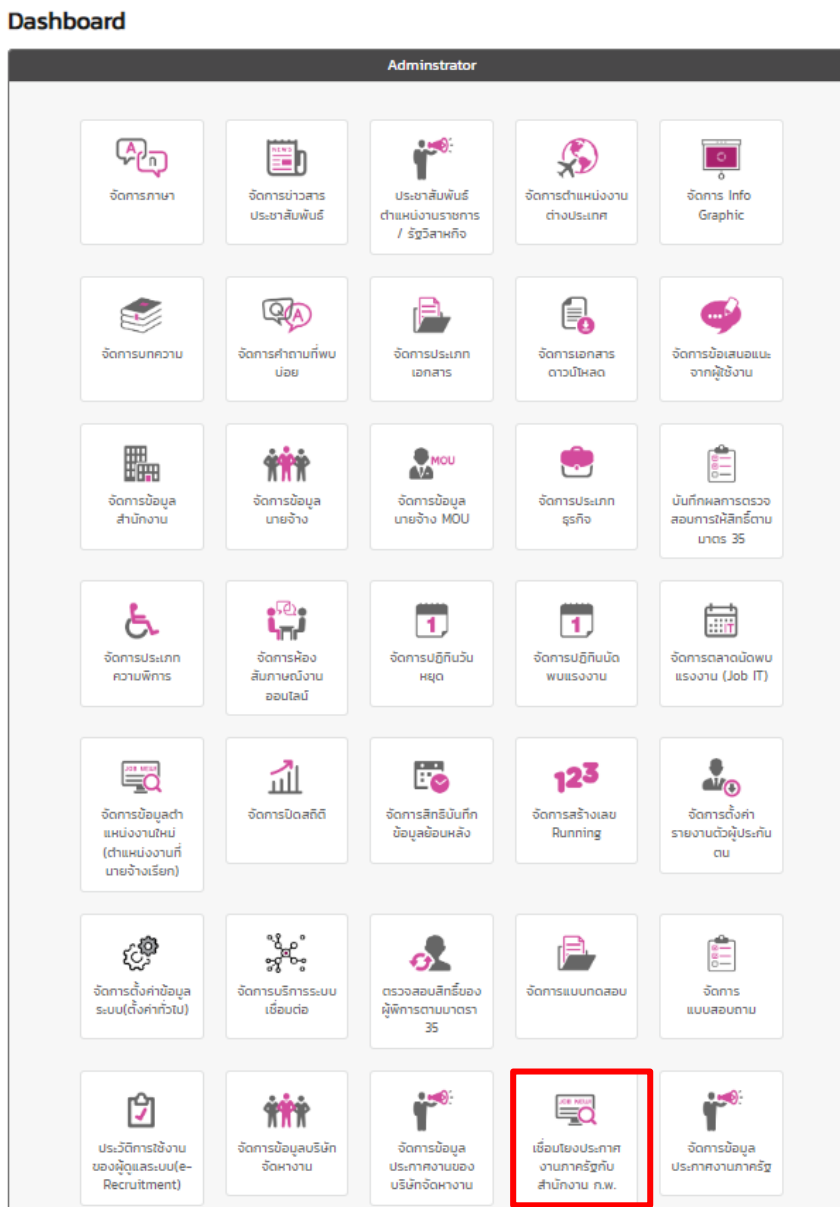 Dashboard
Adminstrator
จัดการภาษา
จัดการข่าวสาร
ประชาสัมพันธ์
ประชาสัมพันธ์
ตำแหน่งงานราชการ
/ รัฐวิสาหกิจ
จัดการตำแหน่งงาน
ต่างประเทศ
จัดการ Info
Graphic
จัดการบทความ
จัดการคำถามที่พบ
บ่อย
จัดการประเภท
เอกสาร
จัดการเอกสาร
ดาวน์โหลด
จัดการข้อเสนอแนะ
จากผู้ใช้งาน
จัดการข้อมูล
สำนักงาน
จัดการข้อมูล
นายจ้าง
MOU
จัดการข้อมูล
นายจ้าง MOU
จัดการประเภท
ธุรกิจ
บันทึกผลการตรวจ
สอบการให้สิทธิ์ตาม
มาตร 35
จัดการประเภท
ความพิการ
จัดการห้อง
สัมภาษณ์งาน
ออนไลน์
1
จัดการปฏิทินวัน
หยุด
1
จัดการปฏิทินนัด
พบแรงงาน
IT
จัดการตลาดนัดพบ
แรงงาน (Job IT)
จัดการข้อมูลตำ
แหน่งงานใหม่
(ตำแหน่งงานที่
นายจ้างเรียก)
จัดการปิดสถิติ
จัดการสิทธิบันทึก
ข้อมูลย้อนหลัง
123
จัดการสร้างเลข
Running
จัดการตั้งค่า
รายงานตัวผู้ประกัน
ตน
จัดการตั้งค่าข้อมูล
ระบบ(ตั้งค่าทั่วไป)
จัดการบริการระบบ
เชื่อมต่อ
ตรวจสอบสิทธิ์ของ
ผู้พิการตามมาตรา
35
จัดการแบบทดสอบ
จัดการ
แบบสอบถาม
ประวัติการใช้งาน
ของผู้ดูแลระบบ(e-
Recruitment)
จัดการข้อมูลบริษัท
จัดหางาน
จัดการข้อมูล
ประกาศงานของ
บริษัทจัดหางาน
เชื่อมโยงประกาศ
งานภาครัฐกับ
สำนักงาน ก.พ.
จัดการข้อมูล
ประกาศงานภาครัฐ